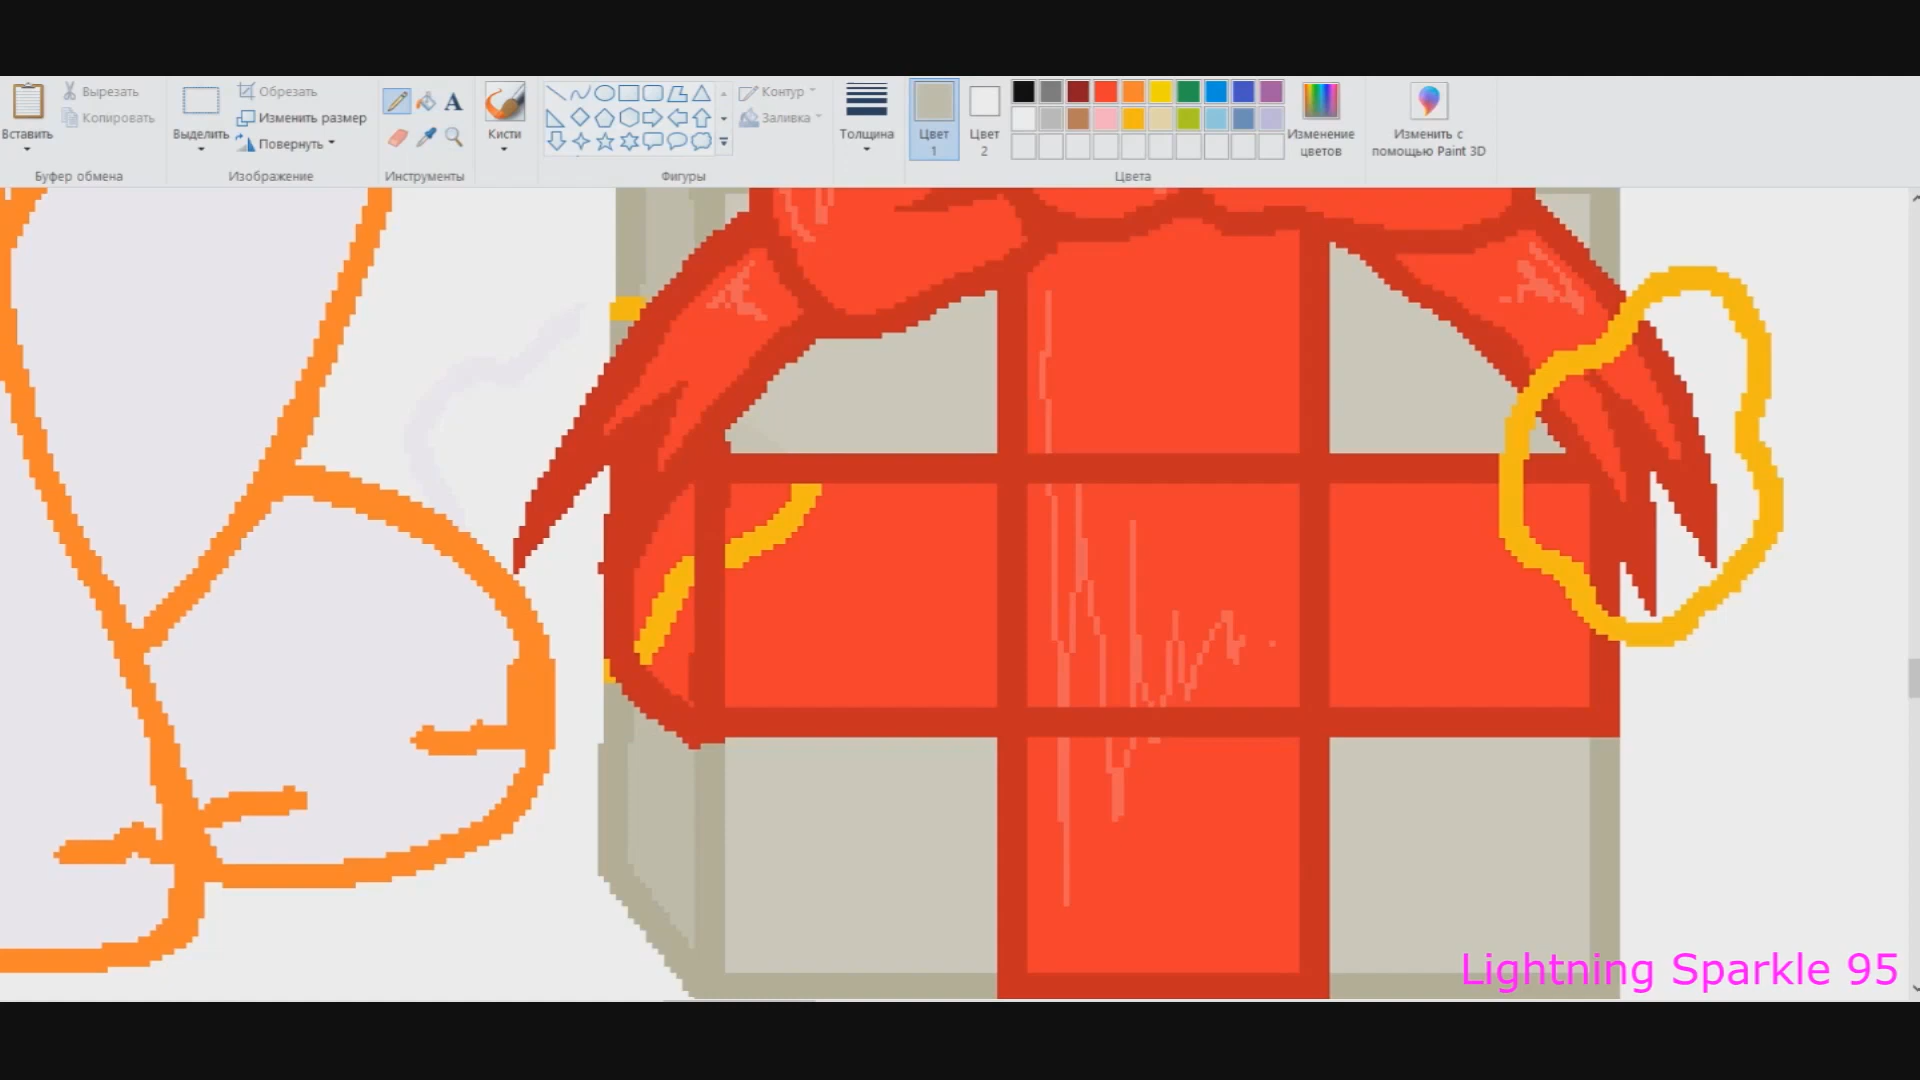 Вставить
Вырезать
Копировать
Буфер обмена
Выделить
Обрезать
Изменить размер
Повернуть
Изображение
A
Инструменты
Кисти
Фигуры
Контур
Заливка
Толщина
Цвет
1
Цвет
2
Цвета
Изменение
цветов
Изменить с
помощью Paint 3D
Lightning Sparkle 95